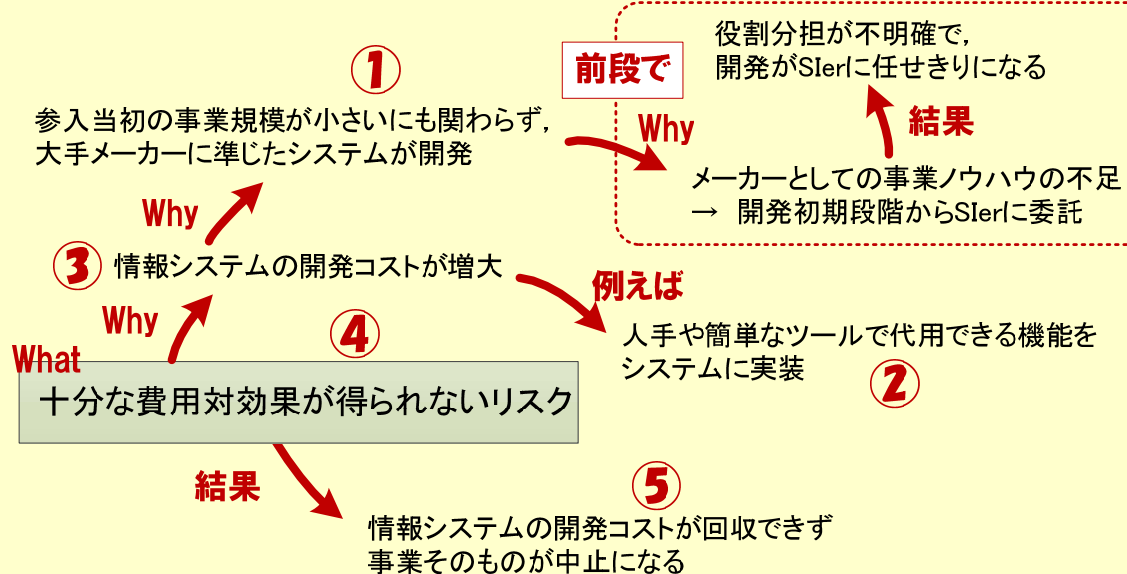 役割分担が不明確で，
開発がSIerに任せきりになる
前段で
①
参入当初の事業規模が小さいにも関わらず，
大手メーカーに準じたシステムが開発
Why
結果
メーカーとしての事業ノウハウの不足
→ 開発初期段階からSIerに委託
Why
③ 情報システムの開発コストが増大
例えば
Why
④
人手や簡単なツールで代用できる機能を
システムに実装
②
What
十分な費用対効果が得られないリスク
結果
⑤
情報システムの開発コストが回収できず
事業そのものが中止になる